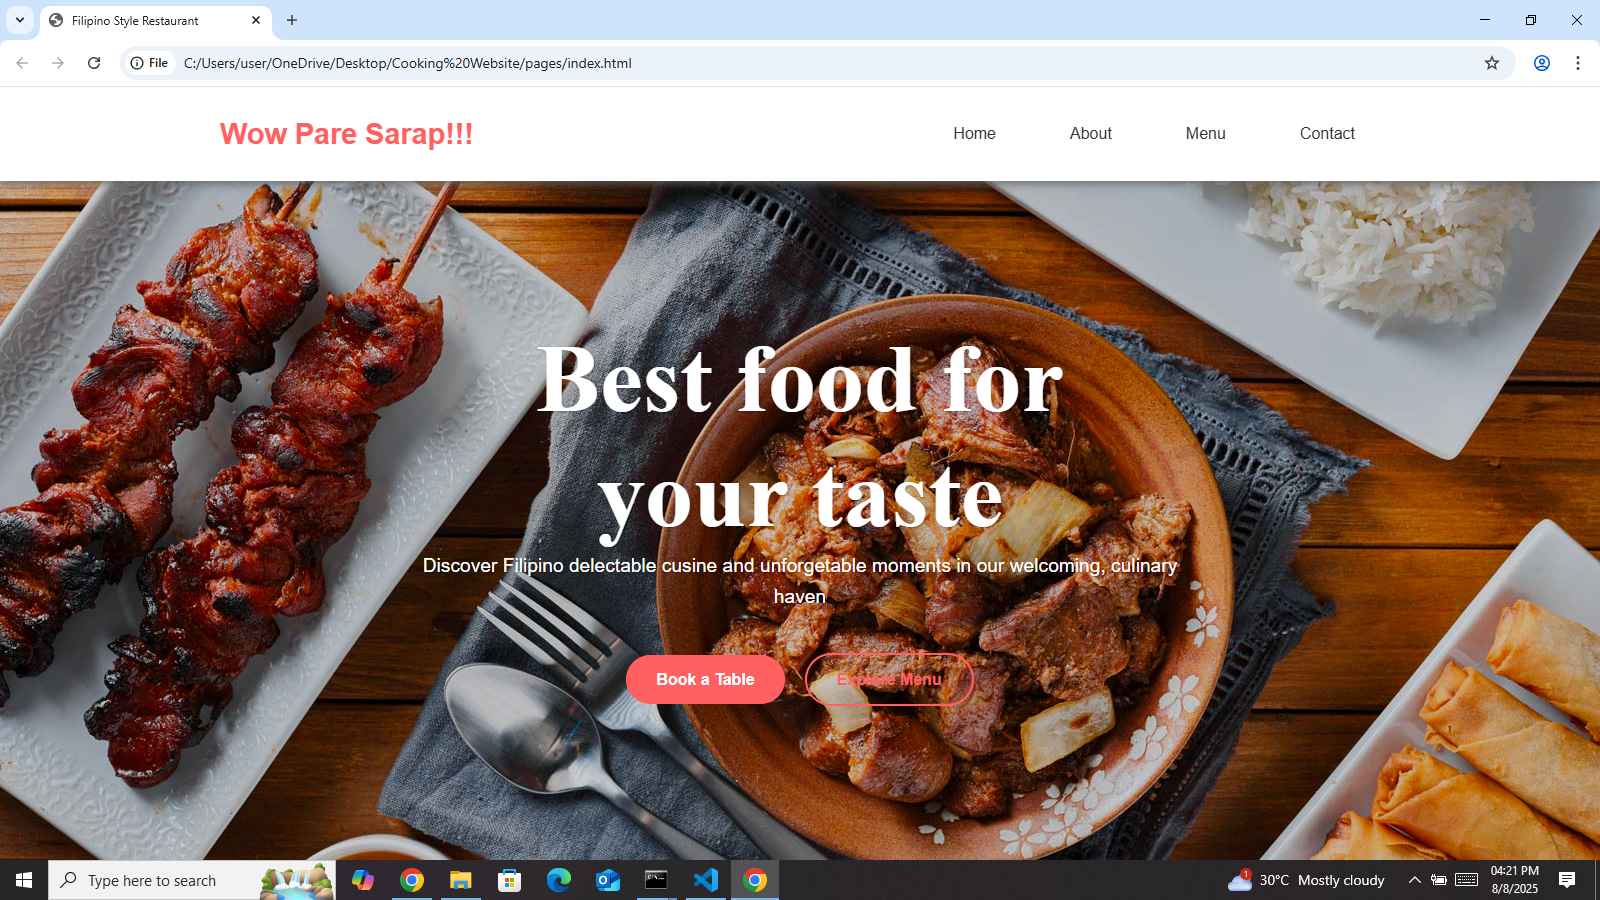 Filipino Style Restaurant
File C:/Users/user/OneDrive/Desktop/Cooking%20Website/pages/index.html
Wow Pare Sarap!!! Home About Menu Contact
Best food for
your taste
Discover Filipino delectable cusine and unforgetable moments in our welcoming, culinary
haven
Book a Table Explore Menu
Type here to search 1 30°C Mostly cloudy 04:21 PM
8/8/2025